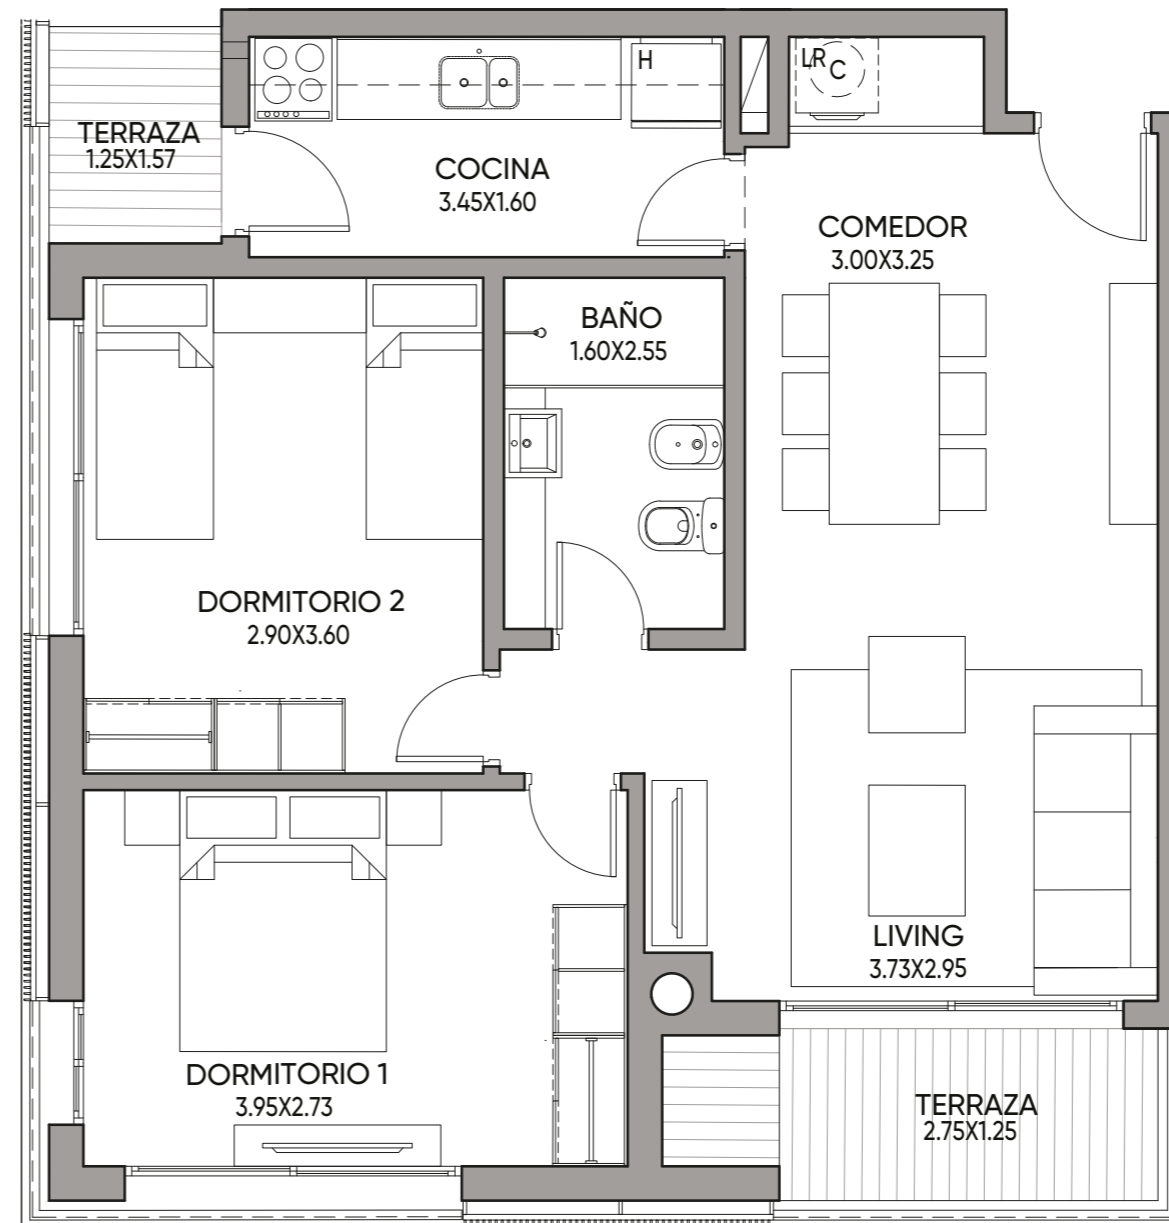 H
LR
C
TERRAZA
1.25X1.57
COCINA
3.45X1.60
COMEDOR
3.00X3.25
BAÑO
1.60X2.55
DORMITORIO 2
2.90X3.60
LIVING
3.73X2.95
DORMITORIO 1
3.95X2.73
TERRAZA
2.75X1.25